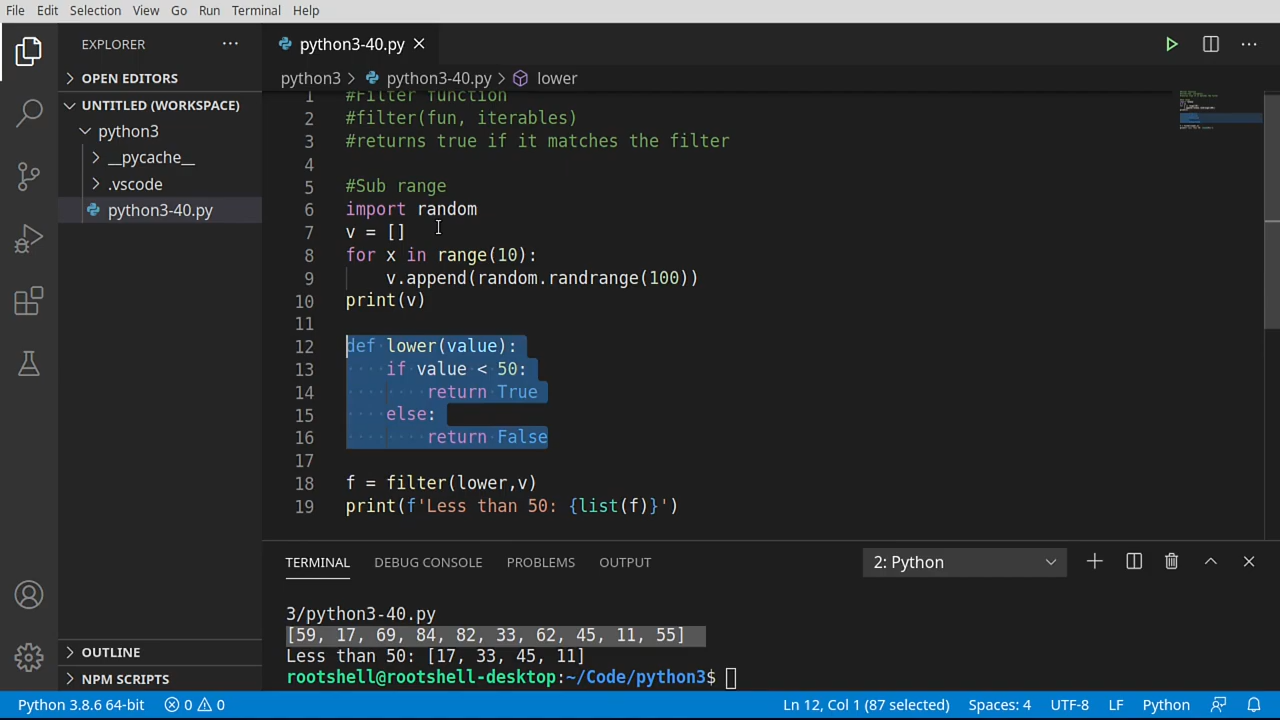 File Edit Selection View Go Run Terminal Help
EXPLORER ...
python3-40.py
OPEN EDITORS
python3 > python3-40.py > lower
UNTITLED (WORKSPACE)
python3
__pycache__
.vscode
python3-40.py
1 #Filter function
2 #filter(fun, iterables)
3 #returns true if it matches the filter
4
5 #Sub range
6 import random
7 v = []
8 for x in range(10):
9 v.append(random.randrange(100))
10 print(v)
11
12 def lower(value):
13 if value < 50:
14 return True
15 else:
16 return False
17
18 f = filter(lower,v)
19 print(f'Less than 50: {list(f)}')
TERMINAL DEBUG CONSOLE PROBLEMS OUTPUT 2: Python
3/python3-40.py
[59, 17, 69, 84, 82, 33, 62, 45, 11, 55]
Less than 50: [17, 33, 45, 11]
rootshell@rootshell-desktop:~/Code/python3$
OUTLINE
NPM SCRIPTS
Python 3.8.6 64-bit 0 0 Ln 12, Col 1 (87 selected) Spaces: 4 UTF-8 LF Python